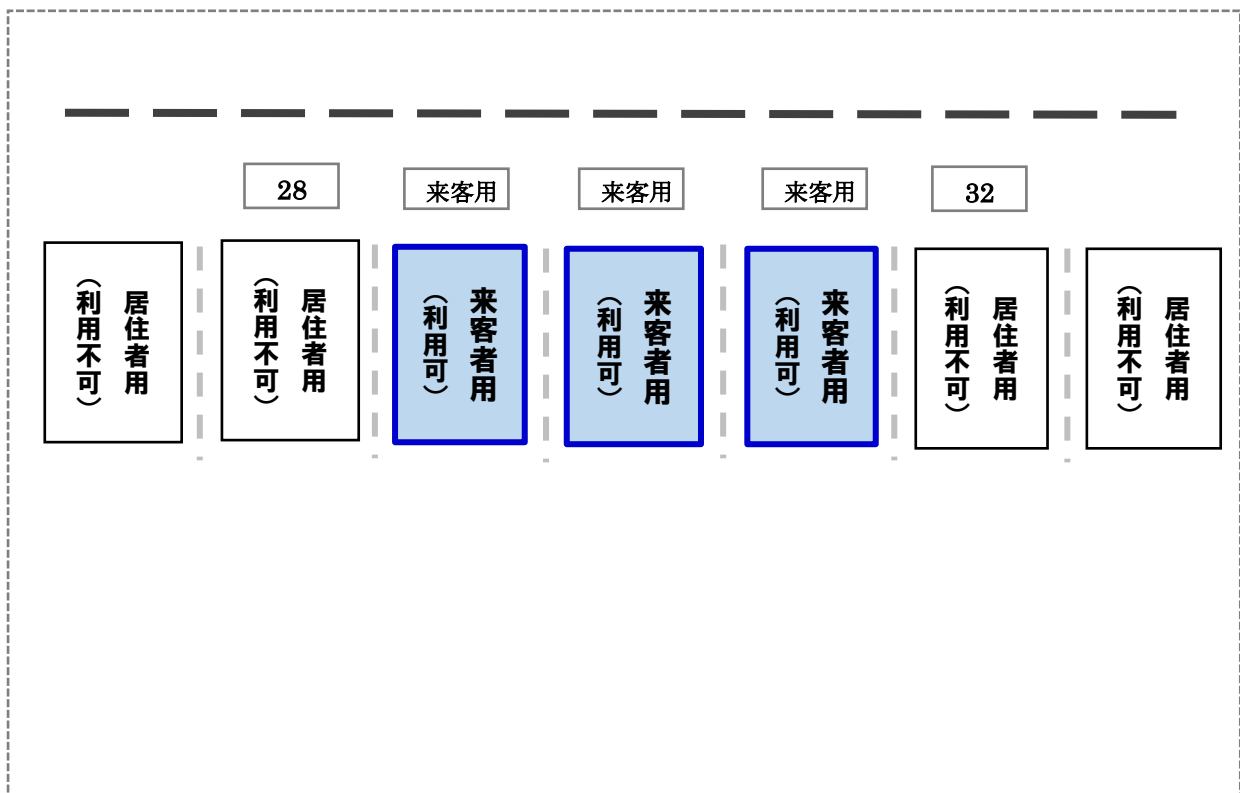 28
来客用
来客用
来客用
32
居住者用
（利用不可）
居住者用
（利用不可）
来客者用
（利用可）
来客者用
（利用可）
来客者用
（利用可）
居住者用
（利用不可）
居住者用
（利用不可）